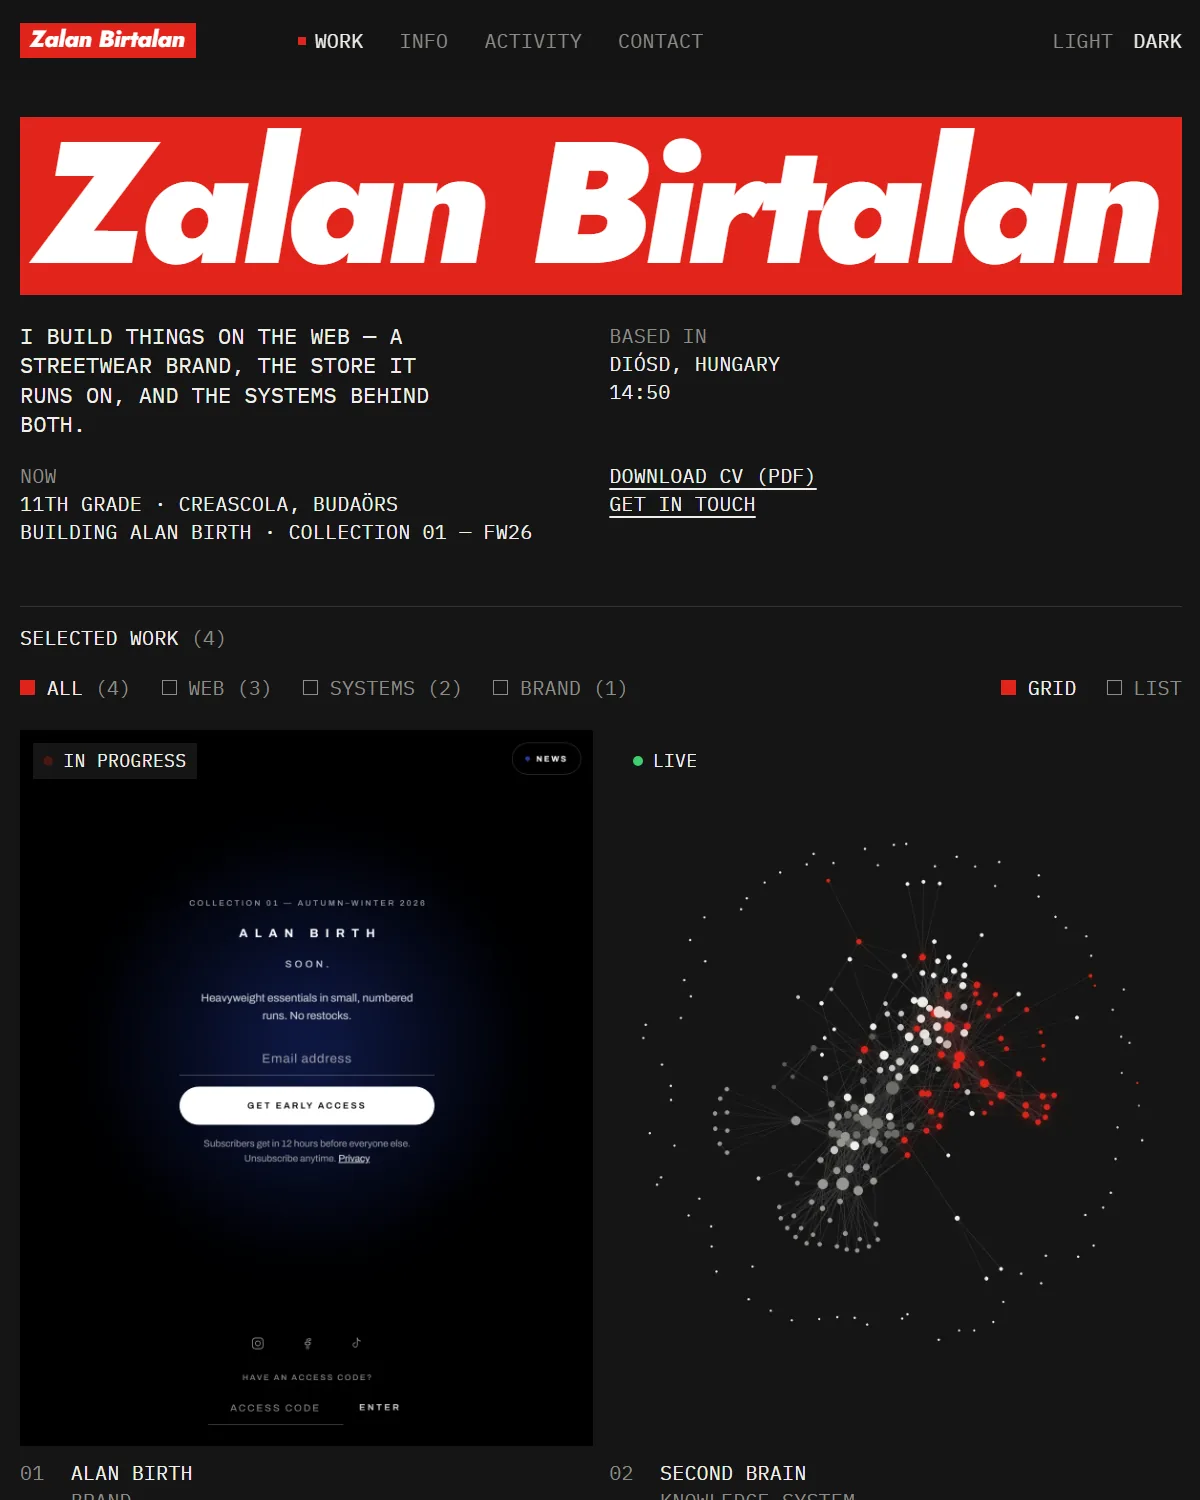 Zalan Birtalan
WORK INFO ACTIVITY CONTACT
LIGHT DARK
Zalan Birtalan
I BUILD THINGS ON THE WEB — A
STREETWEAR BRAND, THE STORE IT
RUNS ON, AND THE SYSTEMS BEHIND
BOTH.
BASED IN
DIÓSD, HUNGARY
14:50
NOW
11TH GRADE · CREASCOLA, BUDAÖRS
BUILDING ALAN BIRTH · COLLECTION 01 — FW26
DOWNLOAD CV (PDF)
GET IN TOUCH
SELECTED WORK (4)
ALL (4) WEB (3) SYSTEMS (2) BRAND (1)
GRID LIST
IN PROGRESS
NEWS
COLLECTION 01 — AUTUMN–WINTER 2026
ALAN BIRTH
SOON.
Heavyweight essentials in small, numbered
runs. No restocks.
Email address
GET EARLY ACCESS
Subscribers get in 12 hours before everyone else.
Unsubscribe anytime. Privacy
HAVE AN ACCESS CODE?
ACCESS CODE ENTER
LIVE
01 ALAN BIRTH
BRAND
02 SECOND BRAIN
KNOWLEDGE SYSTEM